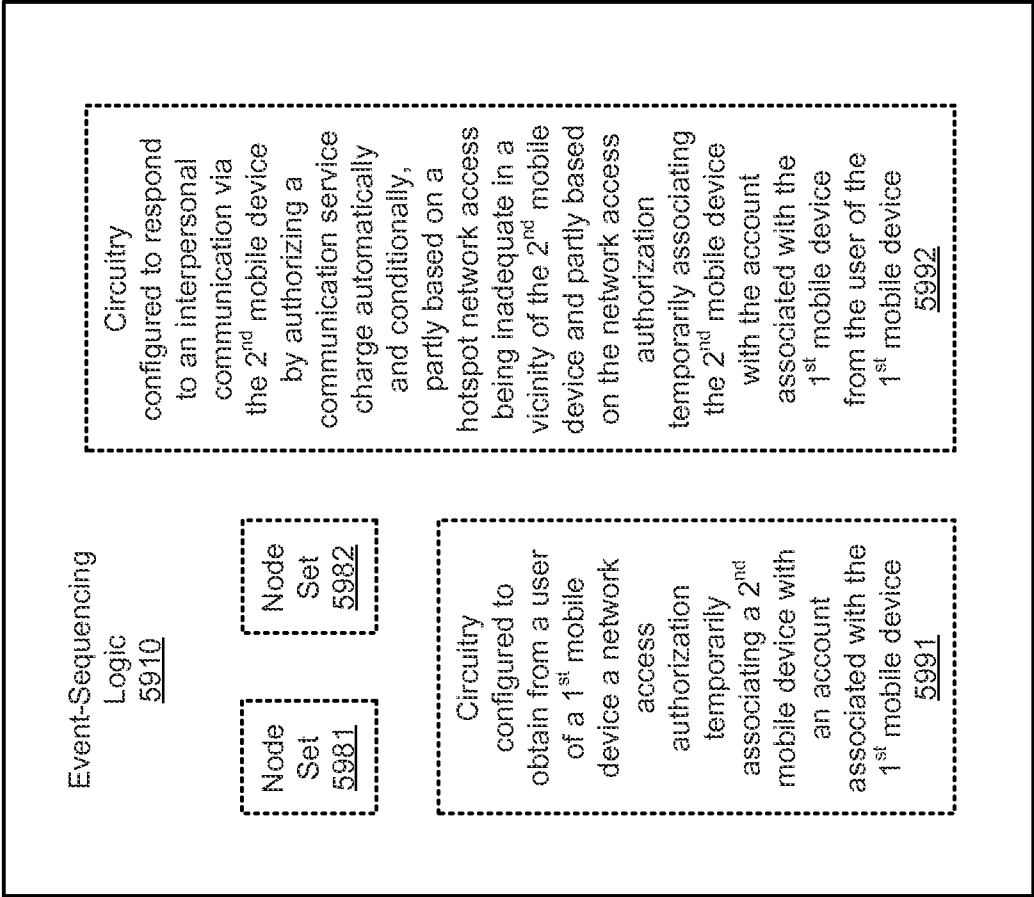 Event-Sequencing
Logic
5910
Node
Set
5981
Node
Set
5982
Circuitry
configured to
obtain from a user
of a 1st mobile
device a network
access
authorization
temporarily
associating a 2nd
mobile device with
an account
associated with the
1st mobile device
5991
Circuitry
configured to respond
to an interpersonal
communication via
the 2nd mobile device
by authorizing a
communication service
charge automatically
and conditionally,
partly based on a
hotspot network access
being inadequate in a
vicinity of the 2nd mobile
device and partly based
on the network access
authorization
temporarily associating
the 2nd mobile device
with the account
associated with the
1st mobile device
from the user of the
1st mobile device
5992